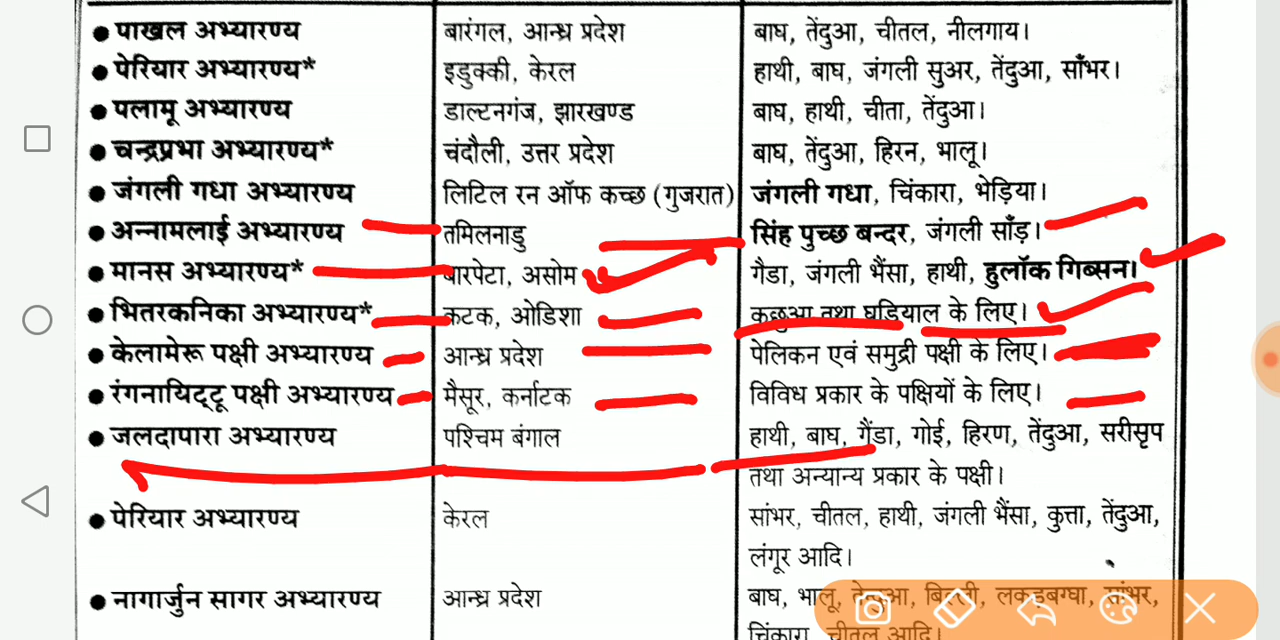 ● पाखल अभ्यारण्य बारंगल, आन्ध्र प्रदेश बाघ, तेंदुआ, चीतल, नीलगाय।
● पेरियार अभ्यारण्य* इडुक्की, केरल हाथी, बाघ, जंगली सुअर, तेंदुआ, साँभर।
● पलामू अभ्यारण्य डाल्टनगंज, झारखण्ड बाघ, हाथी, चीता, तेंदुआ।
● चन्द्रप्रभा अभ्यारण्य* चंदौली, उत्तर प्रदेश बाघ, तेंदुआ, हिरन, भालू।
● जंगली गधा अभ्यारण्य लिटिल रन ऑफ कच्छ (गुजरात) जंगली गधा, चिंकारा, भेड़िया।
● अन्नामलाई अभ्यारण्य तमिलनाडु सिंह पुच्छ बन्दर, जंगली साँड़।
● मानस अभ्यारण्य* बारपेटा, असोम गैडा, जंगली भैंसा, हाथी, हुलॉक गिब्सन।
● भितरकनिका अभ्यारण्य* कटक, ओडिशा कछुआ तथा घड़ियाल के लिए।
● केलामेरू पक्षी अभ्यारण्य आन्ध्र प्रदेश पेलिकन एवं समुद्री पक्षी के लिए।
● रंगनायिट्टू पक्षी अभ्यारण्य मैसूर, कर्नाटक विविध प्रकार के पक्षियों के लिए।
● जलदापारा अभ्यारण्य पश्चिम बंगाल हाथी, बाघ, गैंडा, गोई, हिरण, तेंदुआ, सरीसृप
तथा अन्यान्य प्रकार के पक्षी।
● पेरियार अभ्यारण्य केरल सांभर, चीतल, हाथी, जंगली भैंसा, कुत्ता, तेंदुआ,
लंगूर आदि।
● नागार्जुन सागर अभ्यारण्य आन्ध्र प्रदेश बाघ, भालू, तेन्दुआ, बिल्ली, लकड़बग्घा, सांभर,
चिंकारा, चीतल आदि।